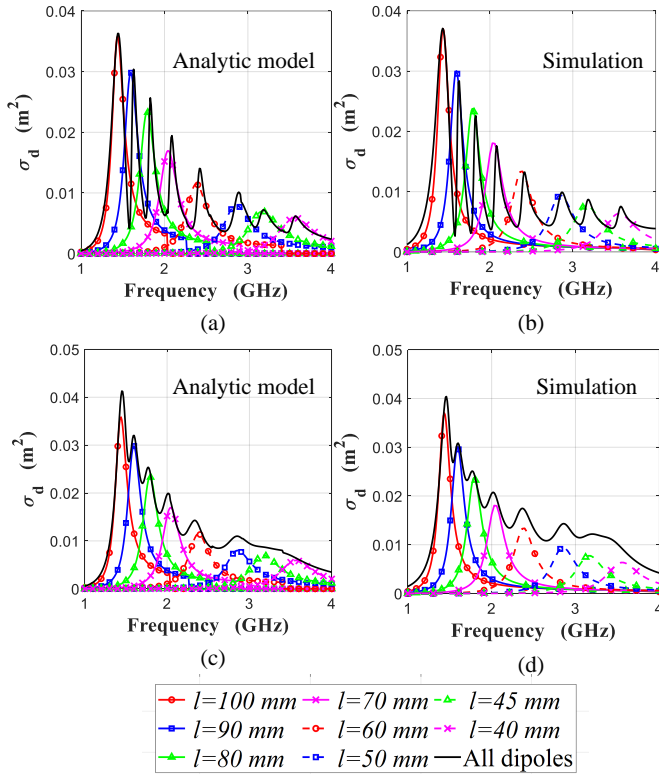 0.04
0.03
0.02
0.01
0
σd (m²)
Analytic model
1 2 3 4
Frequency (GHz)
(a)
0.04
0.03
0.02
0.01
0
σd (m²)
Simulation
1 2 3 4
Frequency (GHz)
(b)
0.05
0.04
0.03
0.02
0.01
0
σd (m²)
Analytic model
1 2 3 4
Frequency (GHz)
(c)
0.05
0.04
0.03
0.02
0.01
0
σd (m²)
Simulation
1 2 3 4
Frequency (GHz)
(d)
l=100 mm l=70 mm l=45 mm
l=90 mm l=60 mm l=40 mm
l=80 mm l=50 mm All dipoles